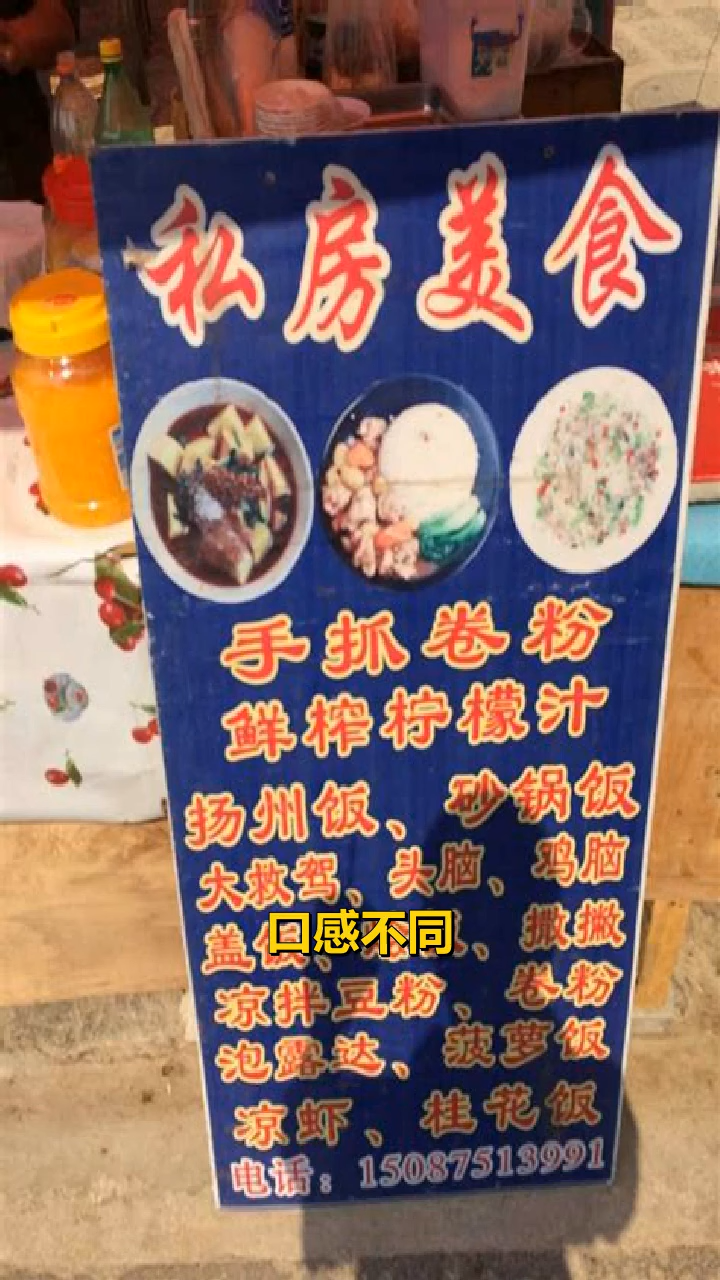 私房美食
手抓卷粉
鲜榨柠檬汁
扬州饭、砂锅饭
大救驾、头脑、鸡脑
盖饭、
口感不同
、撒撇
凉拌豆粉、卷粉
泡露达、菠萝饭
凉虾、桂花饭
电话：15087513991